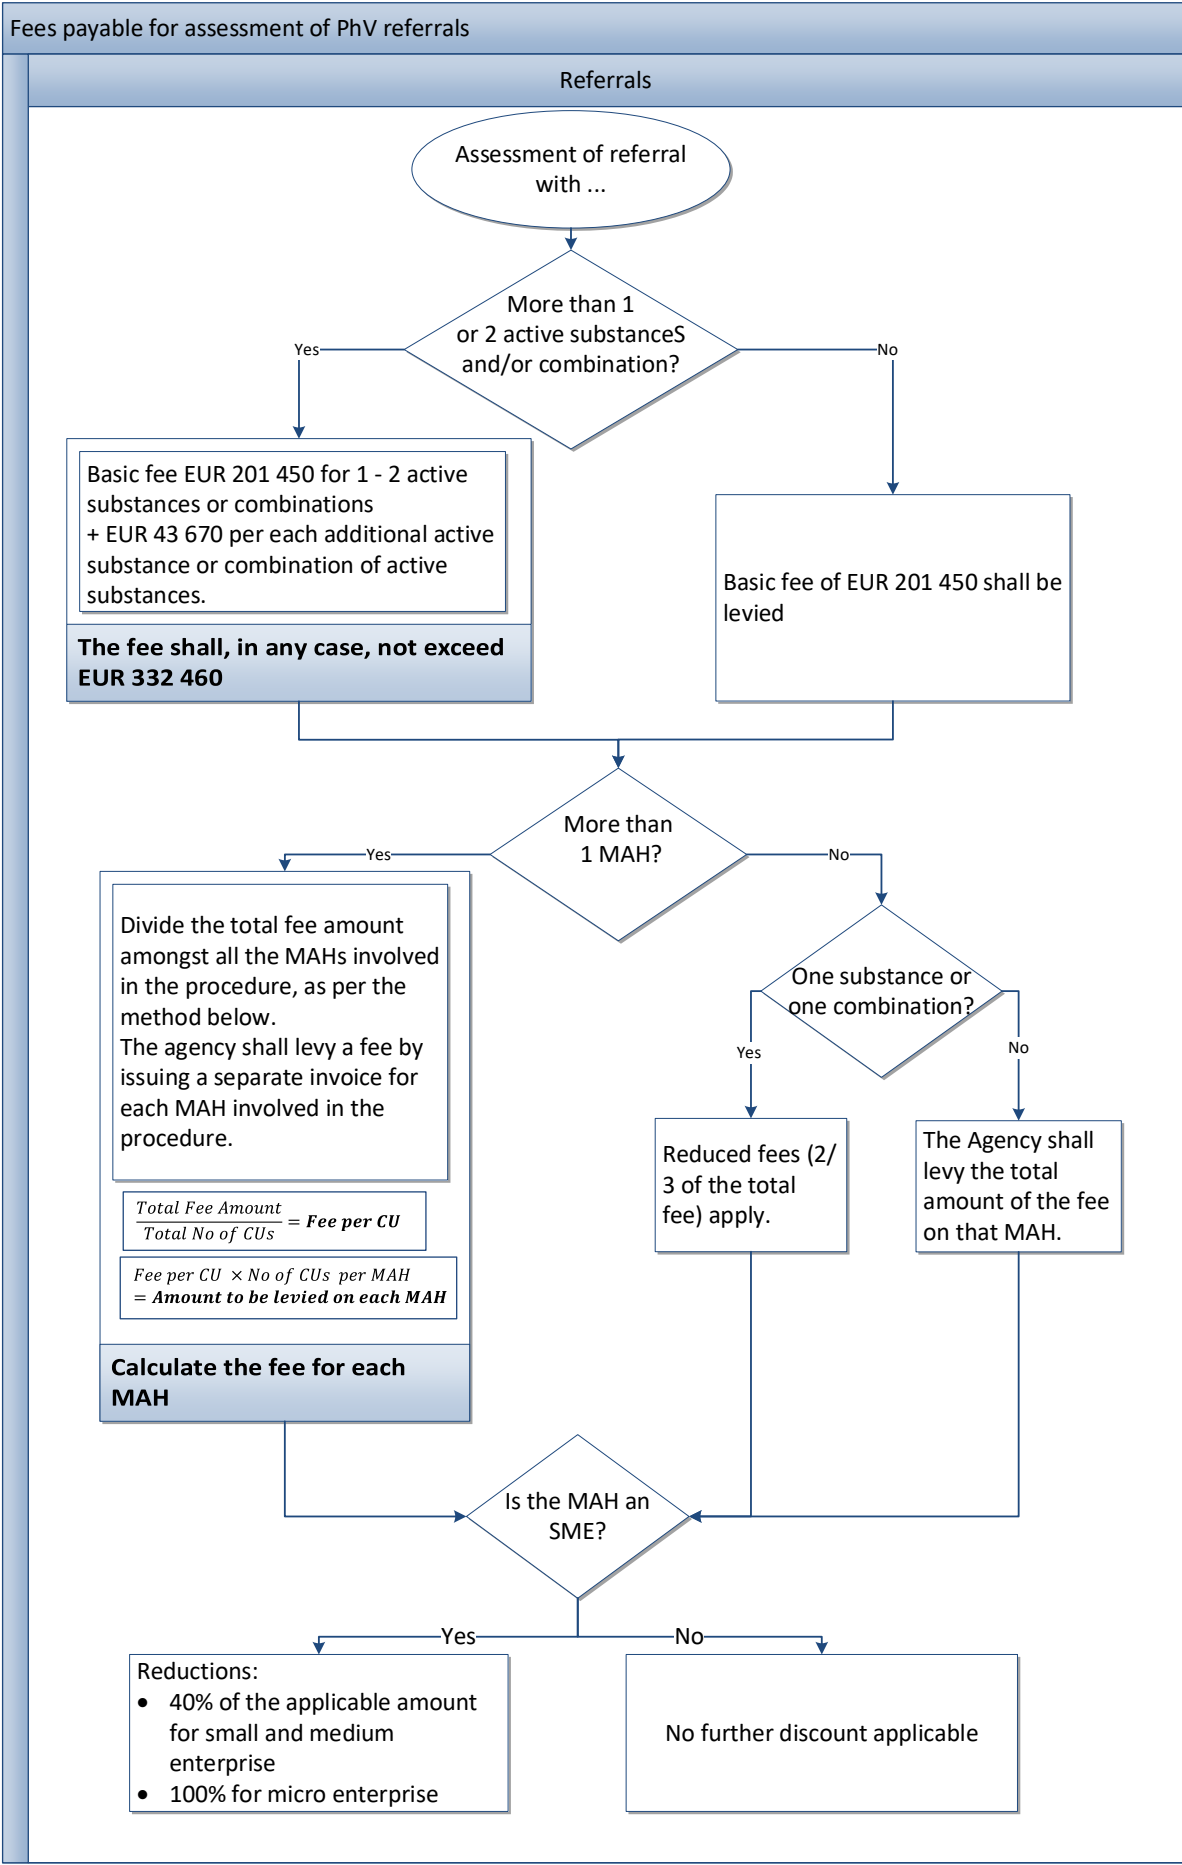 Fees payable for assessment of PhV referrals
Referrals
Assessment of referral
with ...
More than 1
or 2 active substanceS
and/or combination?
Yes
No
Basic fee EUR 201 450 for 1 - 2 active
substances or combinations
+ EUR 43 670 per each additional active
substance or combination of active
substances.
The fee shall, in any case, not exceed
EUR 332 460
Basic fee of EUR 201 450 shall be
levied
More than
1 MAH?
Yes
No
Divide the total fee amount
amongst all the MAHs involved
in the procedure, as per the
method below.
The agency shall levy a fee by
issuing a separate invoice for
each MAH involved in the
procedure.
Total Fee Amount
Total No of CUs
= Fee per CU
Fee per CU × No of CUs per MAH
= Amount to be levied on each MAH
Calculate the fee for each
MAH
One substance or
one combination?
Yes
No
Reduced fees (2/
3 of the total
fee) apply.
The Agency shall
levy the total
amount of the fee
on that MAH.
Is the MAH an
SME?
Yes
No
Reductions:
• 40% of the applicable amount
for small and medium
enterprise
• 100% for micro enterprise
No further discount applicable